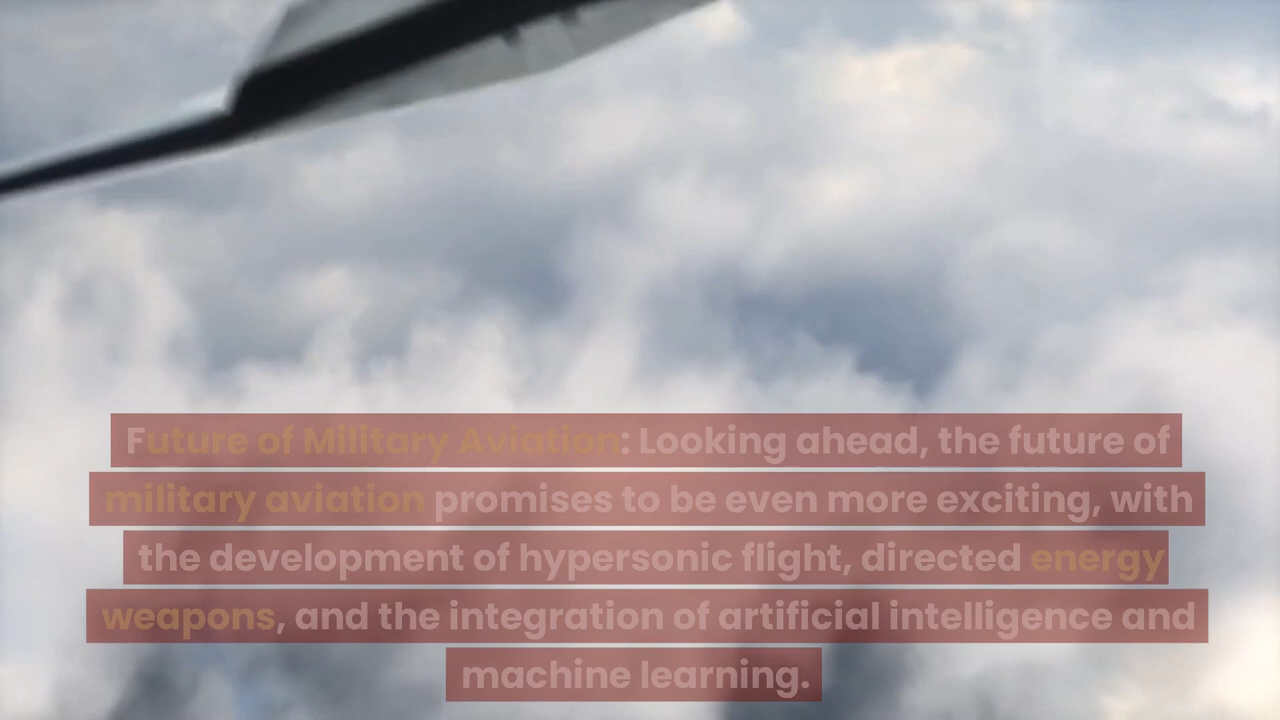 Future of Military Aviation: Looking ahead, the future of
military aviation promises to be even more exciting, with
the development of hypersonic flight, directed energy
weapons, and the integration of artificial intelligence and
machine learning.